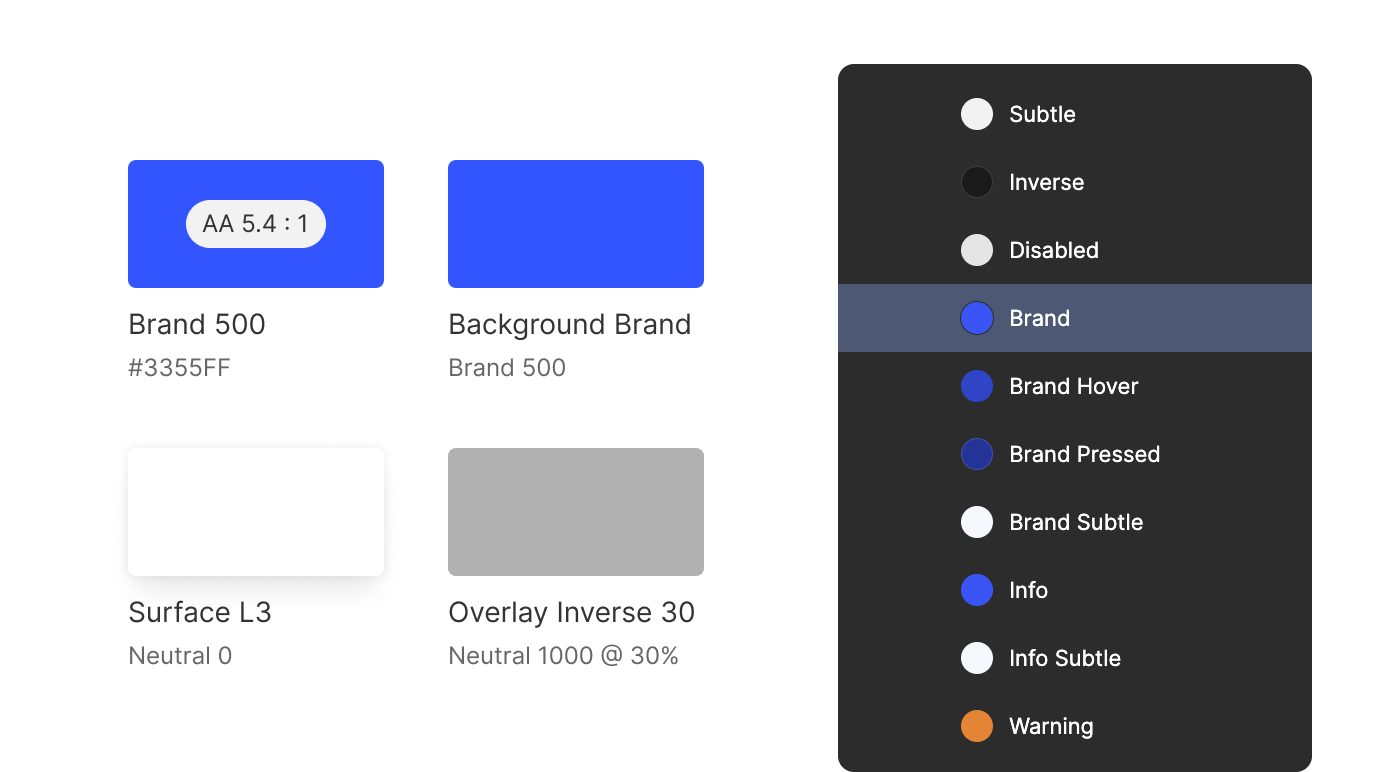 AA 5.4 : 1
Brand 500
#3355FF
Background Brand
Brand 500
Surface L3
Neutral 0
Overlay Inverse 30
Neutral 1000 @ 30%
Subtle
Inverse
Disabled
Brand
Brand Hover
Brand Pressed
Brand Subtle
Info
Info Subtle
Warning